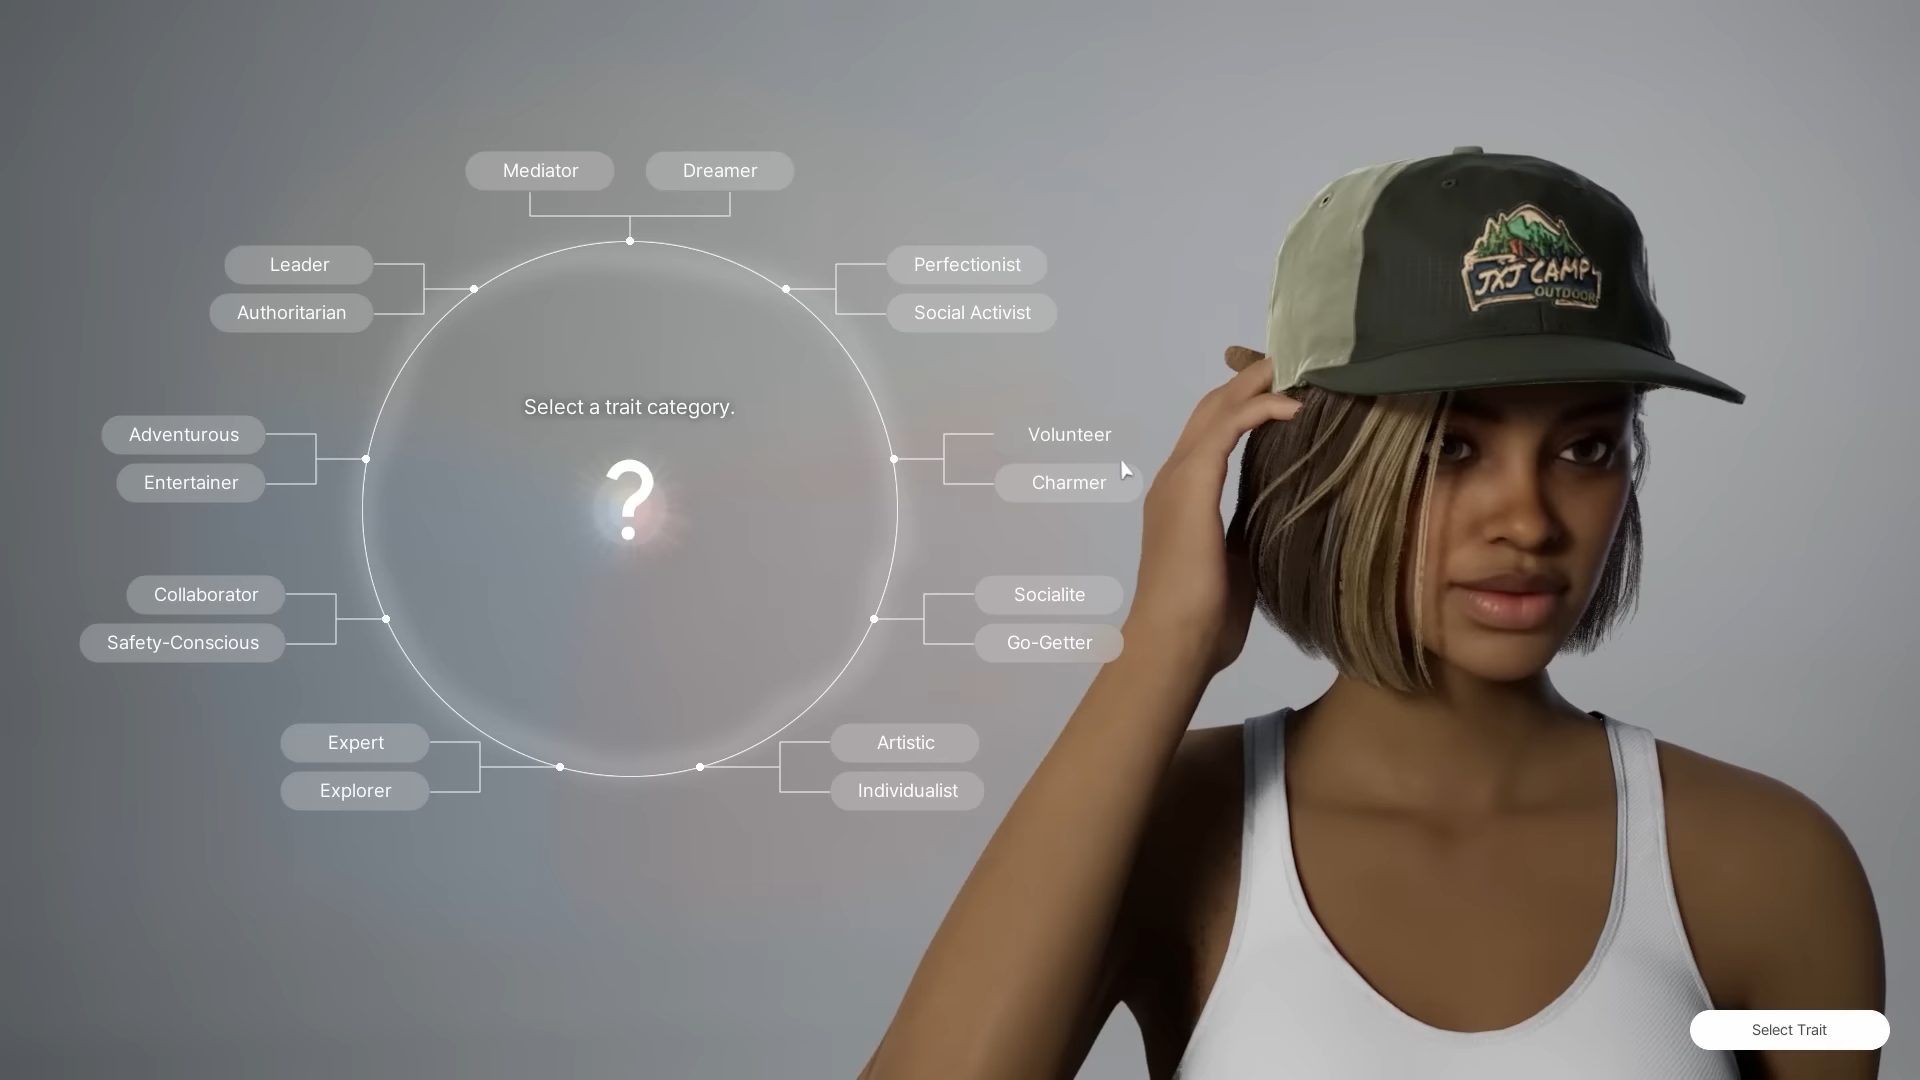 Mediator
Dreamer
Leader
Authoritarian
Perfectionist
Social Activist
Select a trait category.
?
Adventurous
Entertainer
Volunteer
Charmer
Collaborator
Safety-Conscious
Socialite
Go-Getter
Expert
Explorer
Artistic
Individualist
JXJ CAMP
OUTDOOR
Select Trait